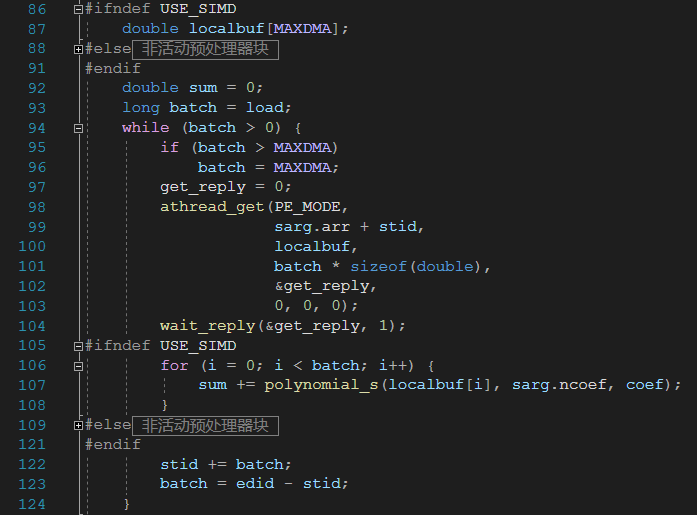 86 #ifndef USE_SIMD
87 double localbuf[MAXDMA];
88 #else 非活动预处理器块
91 #endif
92 double sum = 0;
93 long batch = load;
94 while (batch > 0) {
95 if (batch > MAXDMA)
96 batch = MAXDMA;
97 get_reply = 0;
98 athread_get(PE_MODE,
99 sarg.arr + stid,
100 localbuf,
101 batch * sizeof(double),
102 &get_reply,
103 0, 0, 0);
104 wait_reply(&get_reply, 1);
105 #ifndef USE_SIMD
106 for (i = 0; i < batch; i++) {
107 sum += polynomial_s(localbuf[i], sarg.ncoef, coef);
108 }
109 #else 非活动预处理器块
121 #endif
122 stid += batch;
123 batch = edid - stid;
124 }